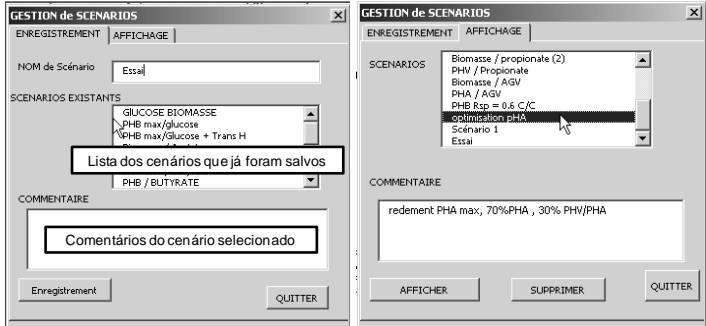 GESTION de SCENARIOS
ENREGISTREMENT
AFFICHAGE
NOM de Scénario
Essai
SCENARIOS EXISTANTS
GlUCOSE BIOMASSE
PHB max/glucose
PHB max/Glucose + Trans H
Lista dos cenários que já foram salvos
PHB / BUTYRATE
COMMENTAIRE
Comentários do cenário selecionado
Enregistrement
QUITTER
GESTION de SCENARIOS
ENREGISTREMENT
AFFICHAGE
SCENARIOS
Biomasse / propionate (2)
PHV / Propionate
Biomasse / AGV
PHA / AGV
PHB Rsp = 0.6 C/C
optimisation pHA
Scénario 1
Essai
COMMENTAIRE
redement PHA max, 70%PHA , 30% PHV/PHA
AFFICHER
SUPPRIMER
QUITTER